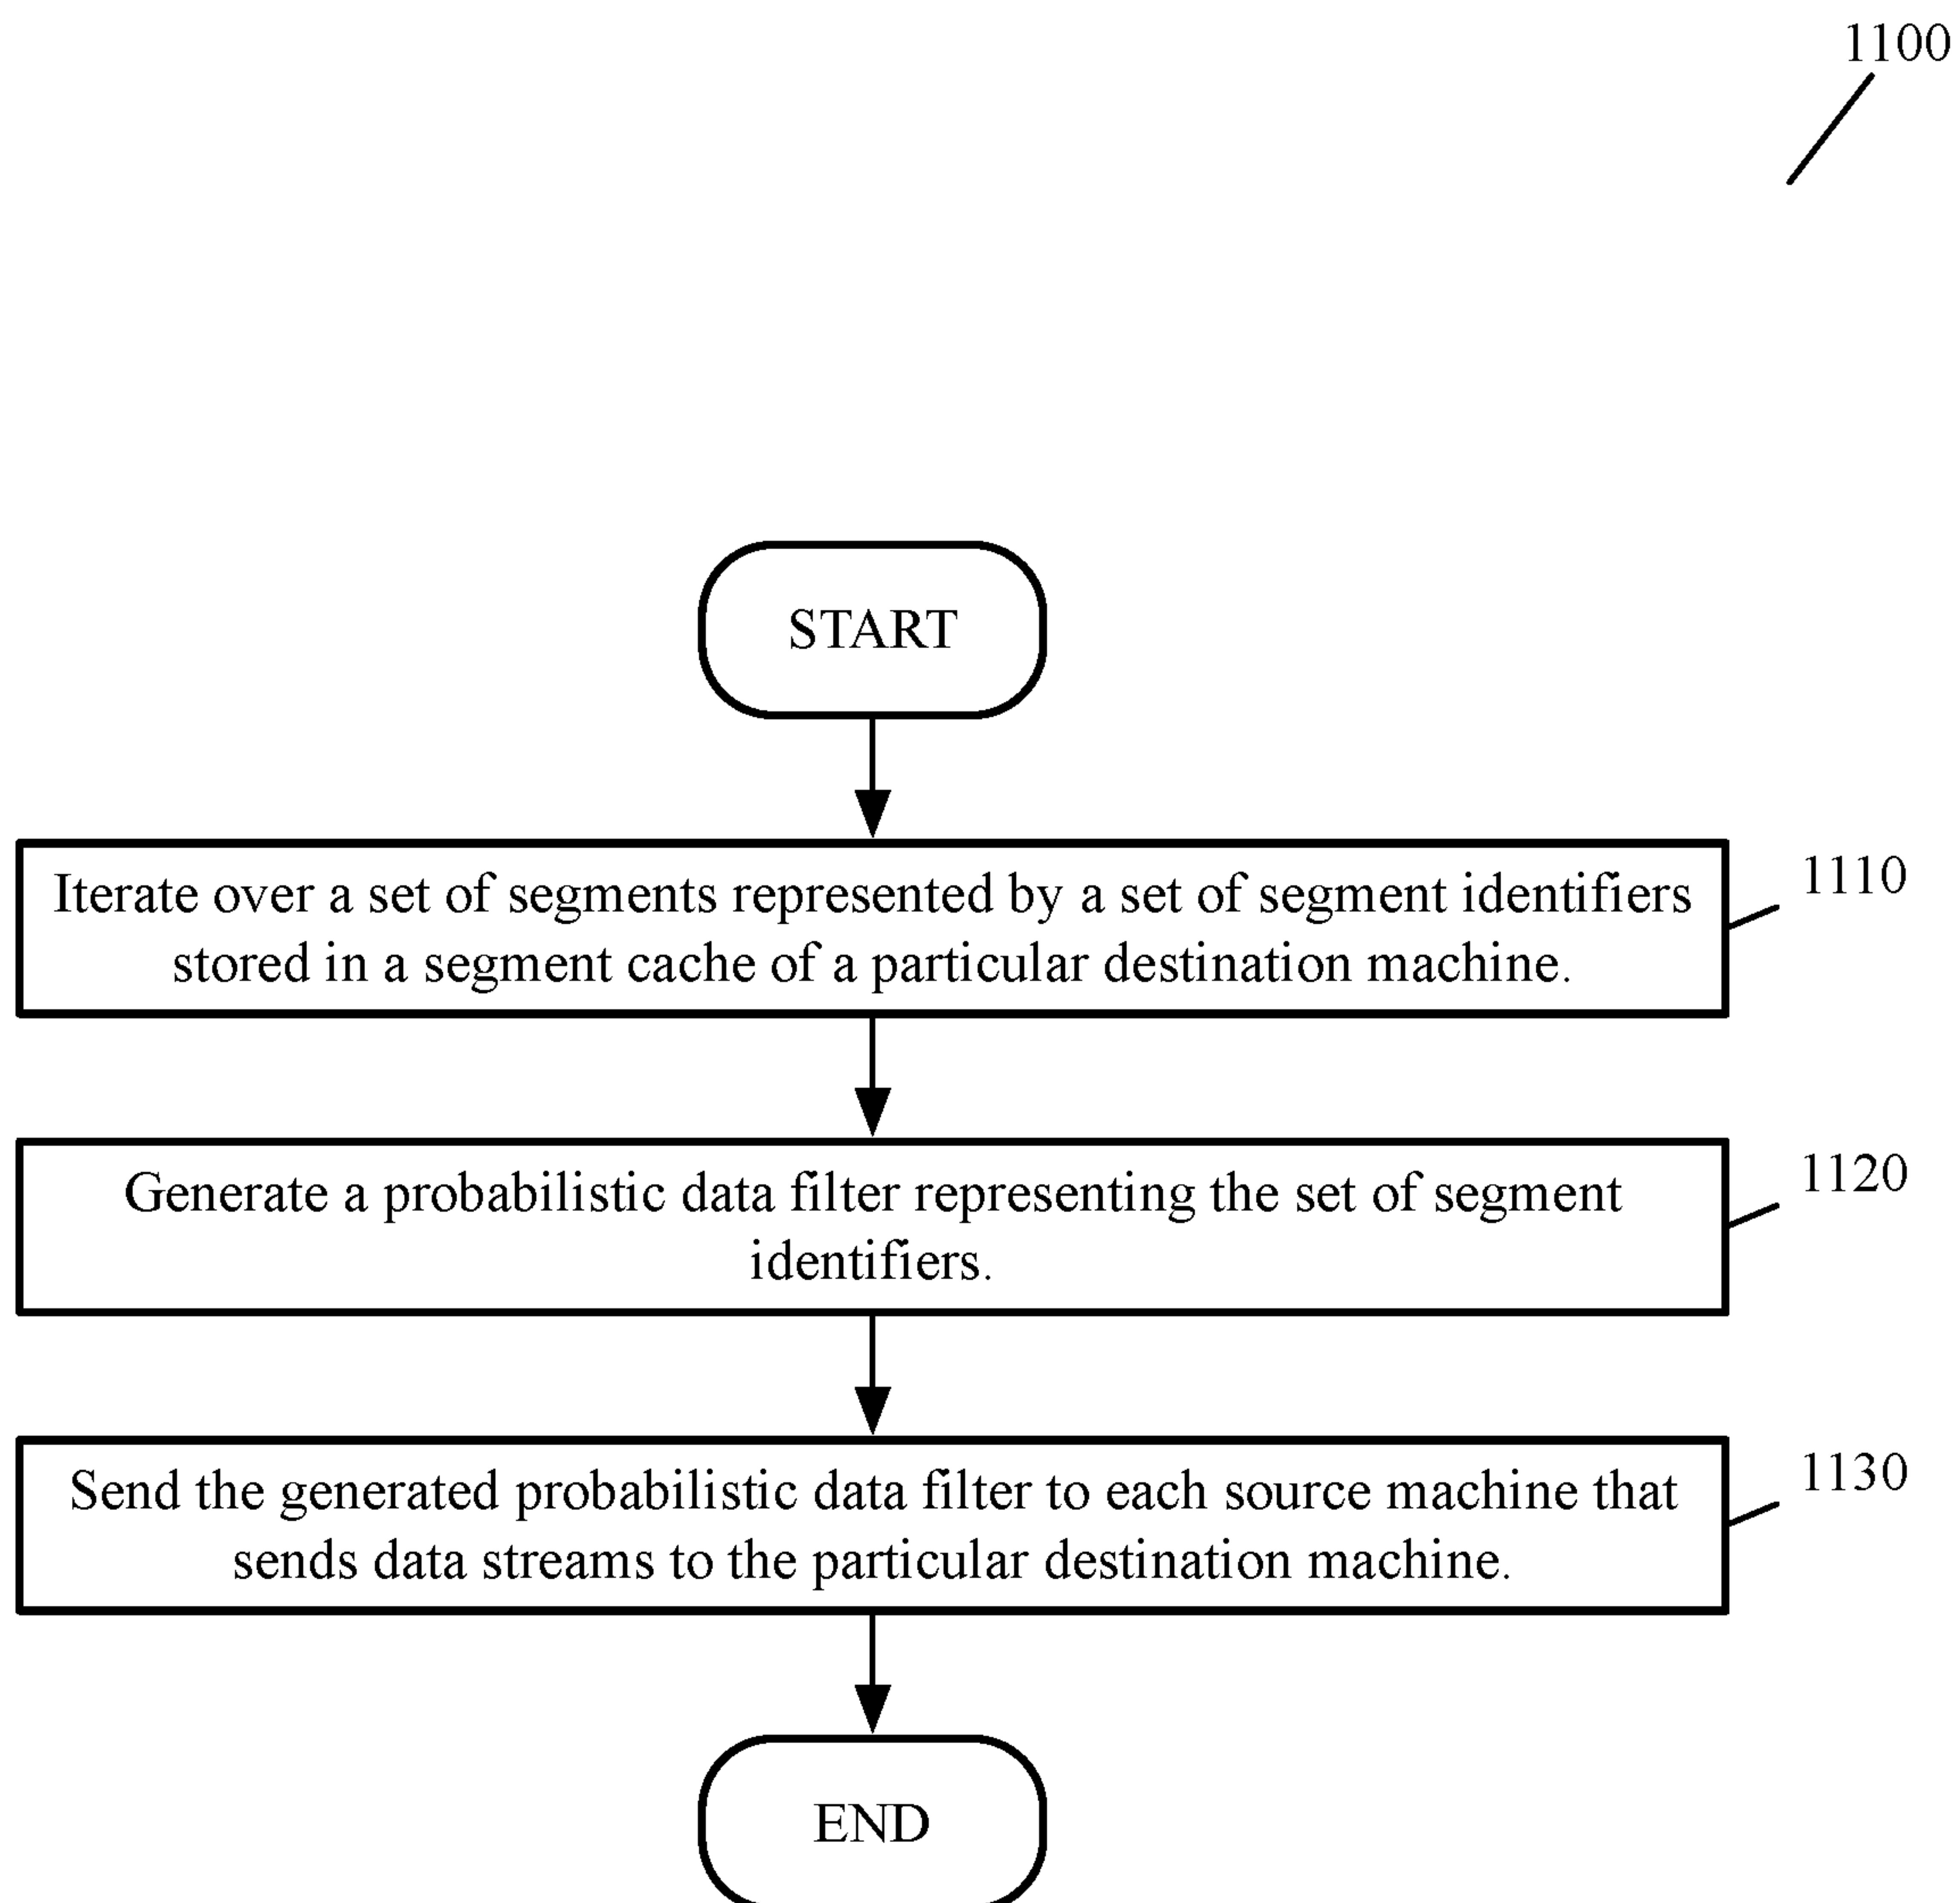 1100
START
Iterate over a set of segments represented by a set of segment identifiers
stored in a segment cache of a particular destination machine.
1110
Generate a probabilistic data filter representing the set of segment
identifiers.
1120
Send the generated probabilistic data filter to each source machine that
sends data streams to the particular destination machine.
1130
END